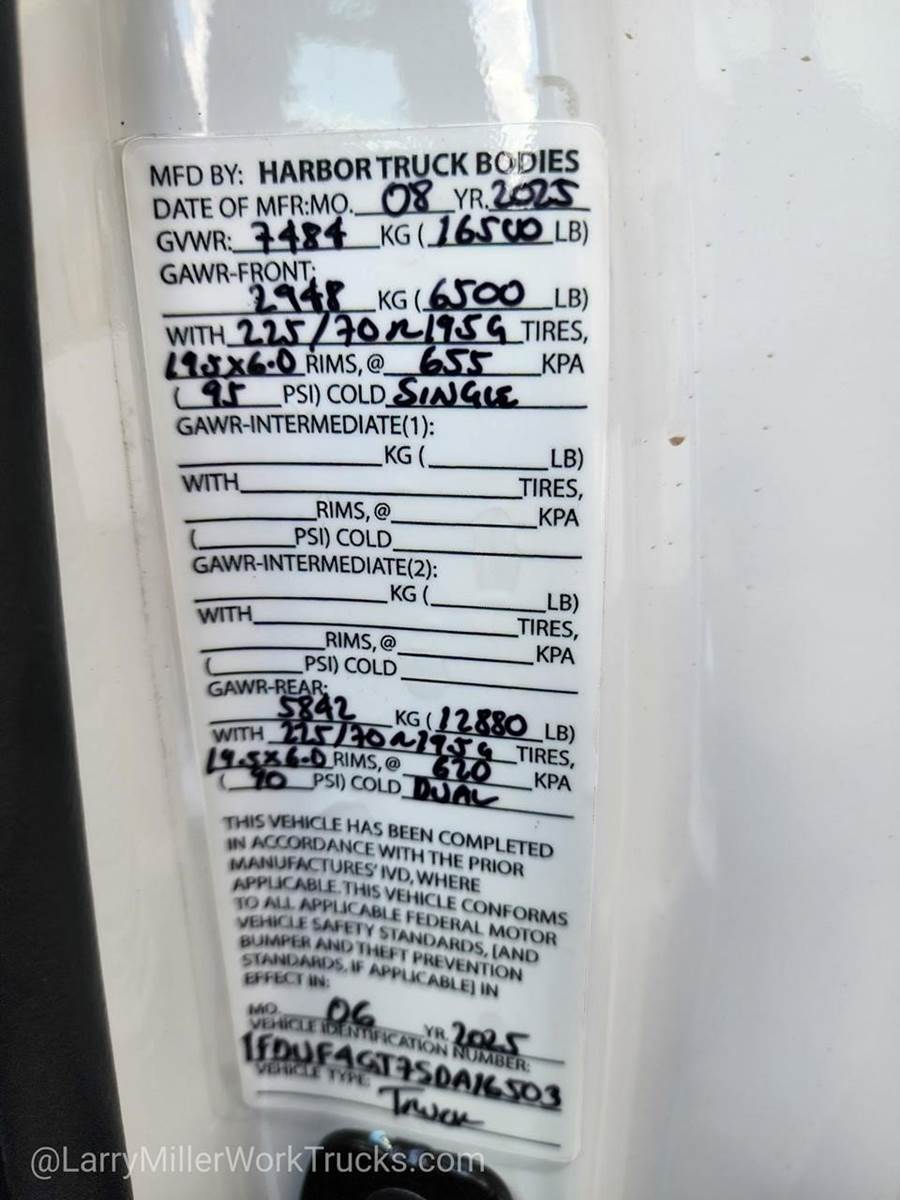 MFD BY: HARBOR TRUCK BODIES
DATE OF MFR:MO. 08 YR. 2025
GVWR: 7484 KG ( 16500 LB)
GAWR-FRONT:
2948 KG ( 6500 LB)
WITH 225/70R195G TIRES,
19.5X6.0 RIMS, @ 655 KPA
( 95 PSI) COLD SINGLE
GAWR-INTERMEDIATE(1):
KG ( LB)
WITH TIRES,
RIMS, @ KPA
( PSI) COLD
GAWR-INTERMEDIATE(2):
KG ( LB)
WITH TIRES,
RIMS, @ KPA
( PSI) COLD
GAWR-REAR:
5842 KG ( 12880 LB)
WITH 225/70R195G TIRES,
19.5X6.0 RIMS, @ 620 KPA
( 90 PSI) COLD DUAL
THIS VEHICLE HAS BEEN COMPLETED
IN ACCORDANCE WITH THE PRIOR
MANUFACTURES' IVD, WHERE
APPLICABLE. THIS VEHICLE CONFORMS
TO ALL APPLICABLE FEDERAL MOTOR
VEHICLE SAFETY STANDARDS, [AND
BUMPER AND THEFT PREVENTION
STANDARDS, IF APPLICABLE] IN
EFFECT IN:
MO. 06 YR. 2025
VEHICLE IDENTIFICATION NUMBER:
1FDUF4GT7SDA16503
VEHICLE TYPE:
Truck
@LarryMillerWorkTrucks.com